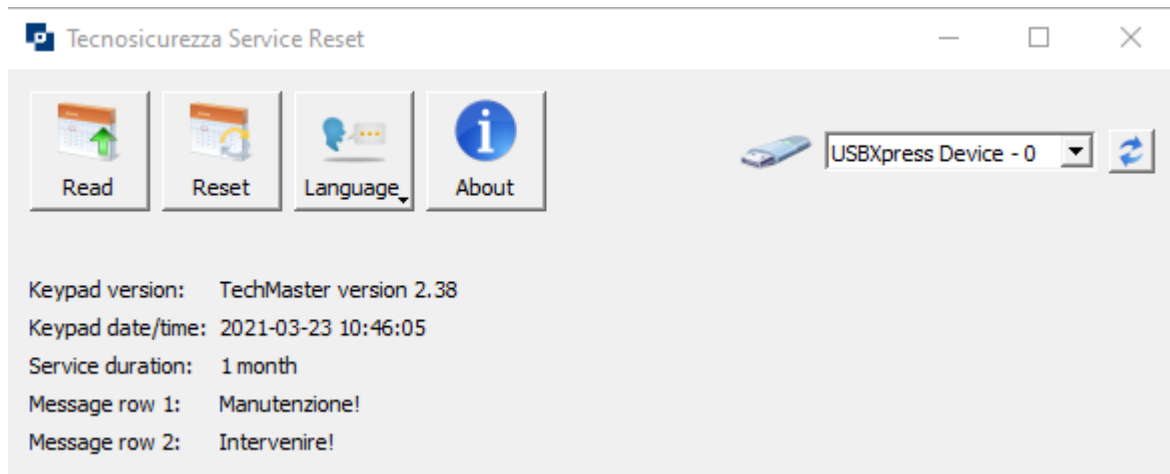 Tecnosicurezza Service Reset
Read Reset Language About
USBXpress Device - 0
Keypad version: TechMaster version 2.38
Keypad date/time: 2021-03-23 10:46:05
Service duration: 1 month
Message row 1: Manutenzione!
Message row 2: Intervenire!